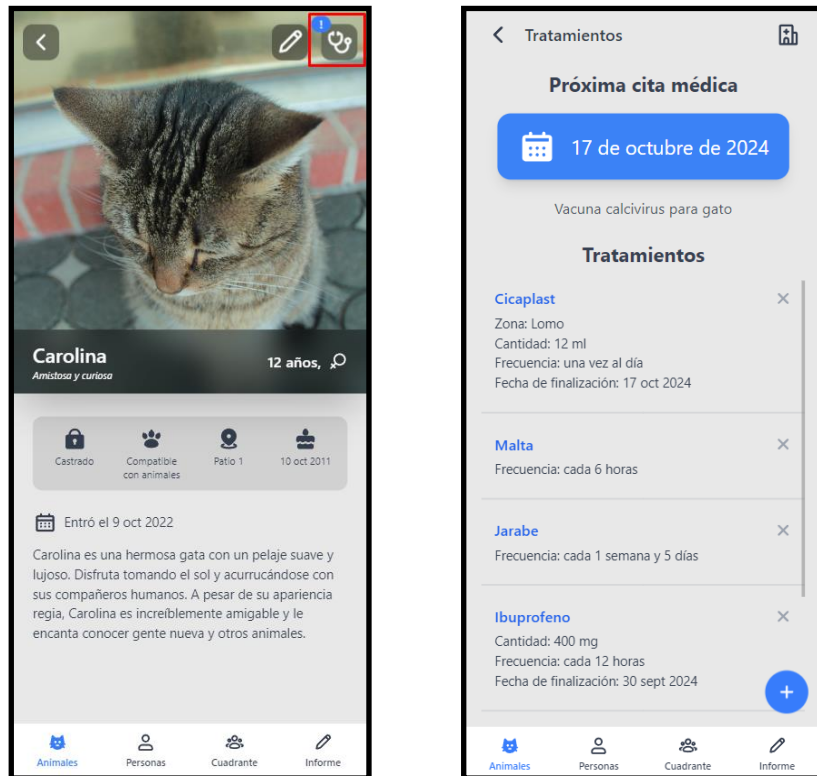 !
Carolina
Amistosa y curiosa
12 años,
Castrado
Compatible
con animales
Patio 1
10 oct 2011
Entró el 9 oct 2022
Carolina es una hermosa gata con un pelaje suave y
lujoso. Disfruta tomando el sol y acurrucándose con
sus compañeros humanos. A pesar de su apariencia
regia, Carolina es increíblemente amigable y le
encanta conocer gente nueva y otros animales.
Animales
Personas
Cuadrante
Informe
Tratamientos
Próxima cita médica
17 de octubre de 2024
Vacuna calcivirus para gato
Tratamientos
Cicaplast
Zona: Lomo
Cantidad: 12 ml
Frecuencia: una vez al día
Fecha de finalización: 17 oct 2024
Malta
Frecuencia: cada 6 horas
Jarabe
Frecuencia: cada 1 semana y 5 días
Ibuprofeno
Cantidad: 400 mg
Frecuencia: cada 12 horas
Fecha de finalización: 30 sept 2024
Animales
Personas
Cuadrante
Informe